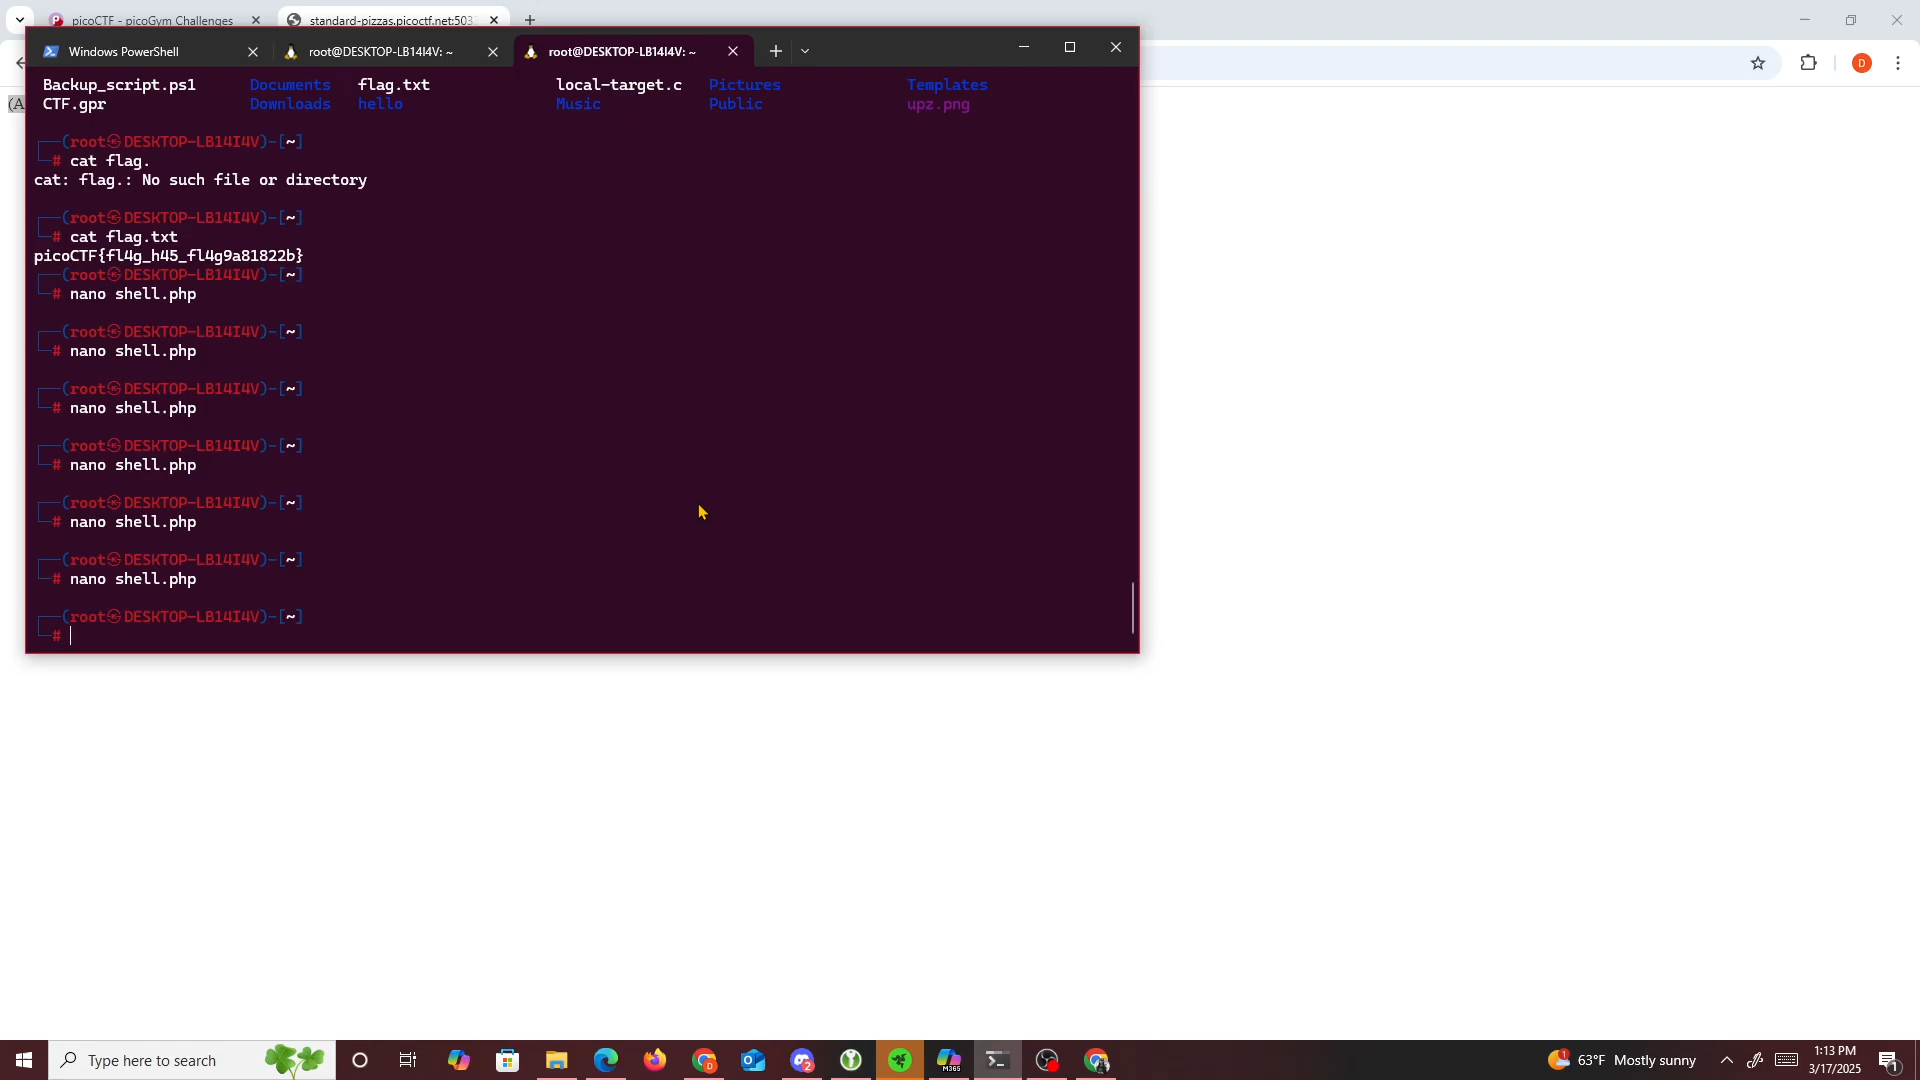 picoCTF - picoGym Challenges
standard-pizzas.picoctf.net:503
Windows PowerShell
root@DESKTOP-LB14I4V: ~
root@DESKTOP-LB14I4V: ~
D
(A
Backup_script.ps1 Documents flag.txt local-target.c Pictures Templates
CTF.gpr Downloads hello Music Public upz.png
┌──(root㉿DESKTOP-LB14I4V)-[~]
└─# cat flag.
cat: flag.: No such file or directory
┌──(root㉿DESKTOP-LB14I4V)-[~]
└─# cat flag.txt
picoCTF{fl4g_h45_fl4g9a81822b}
┌──(root㉿DESKTOP-LB14I4V)-[~]
└─# nano shell.php
┌──(root㉿DESKTOP-LB14I4V)-[~]
└─# nano shell.php
┌──(root㉿DESKTOP-LB14I4V)-[~]
└─# nano shell.php
┌──(root㉿DESKTOP-LB14I4V)-[~]
└─# nano shell.php
┌──(root㉿DESKTOP-LB14I4V)-[~]
└─# nano shell.php
┌──(root㉿DESKTOP-LB14I4V)-[~]
└─# nano shell.php
┌──(root㉿DESKTOP-LB14I4V)-[~]
└─#
Type here to search
D
2
M365
1
63°F Mostly sunny
1:13 PM
3/17/2025
1